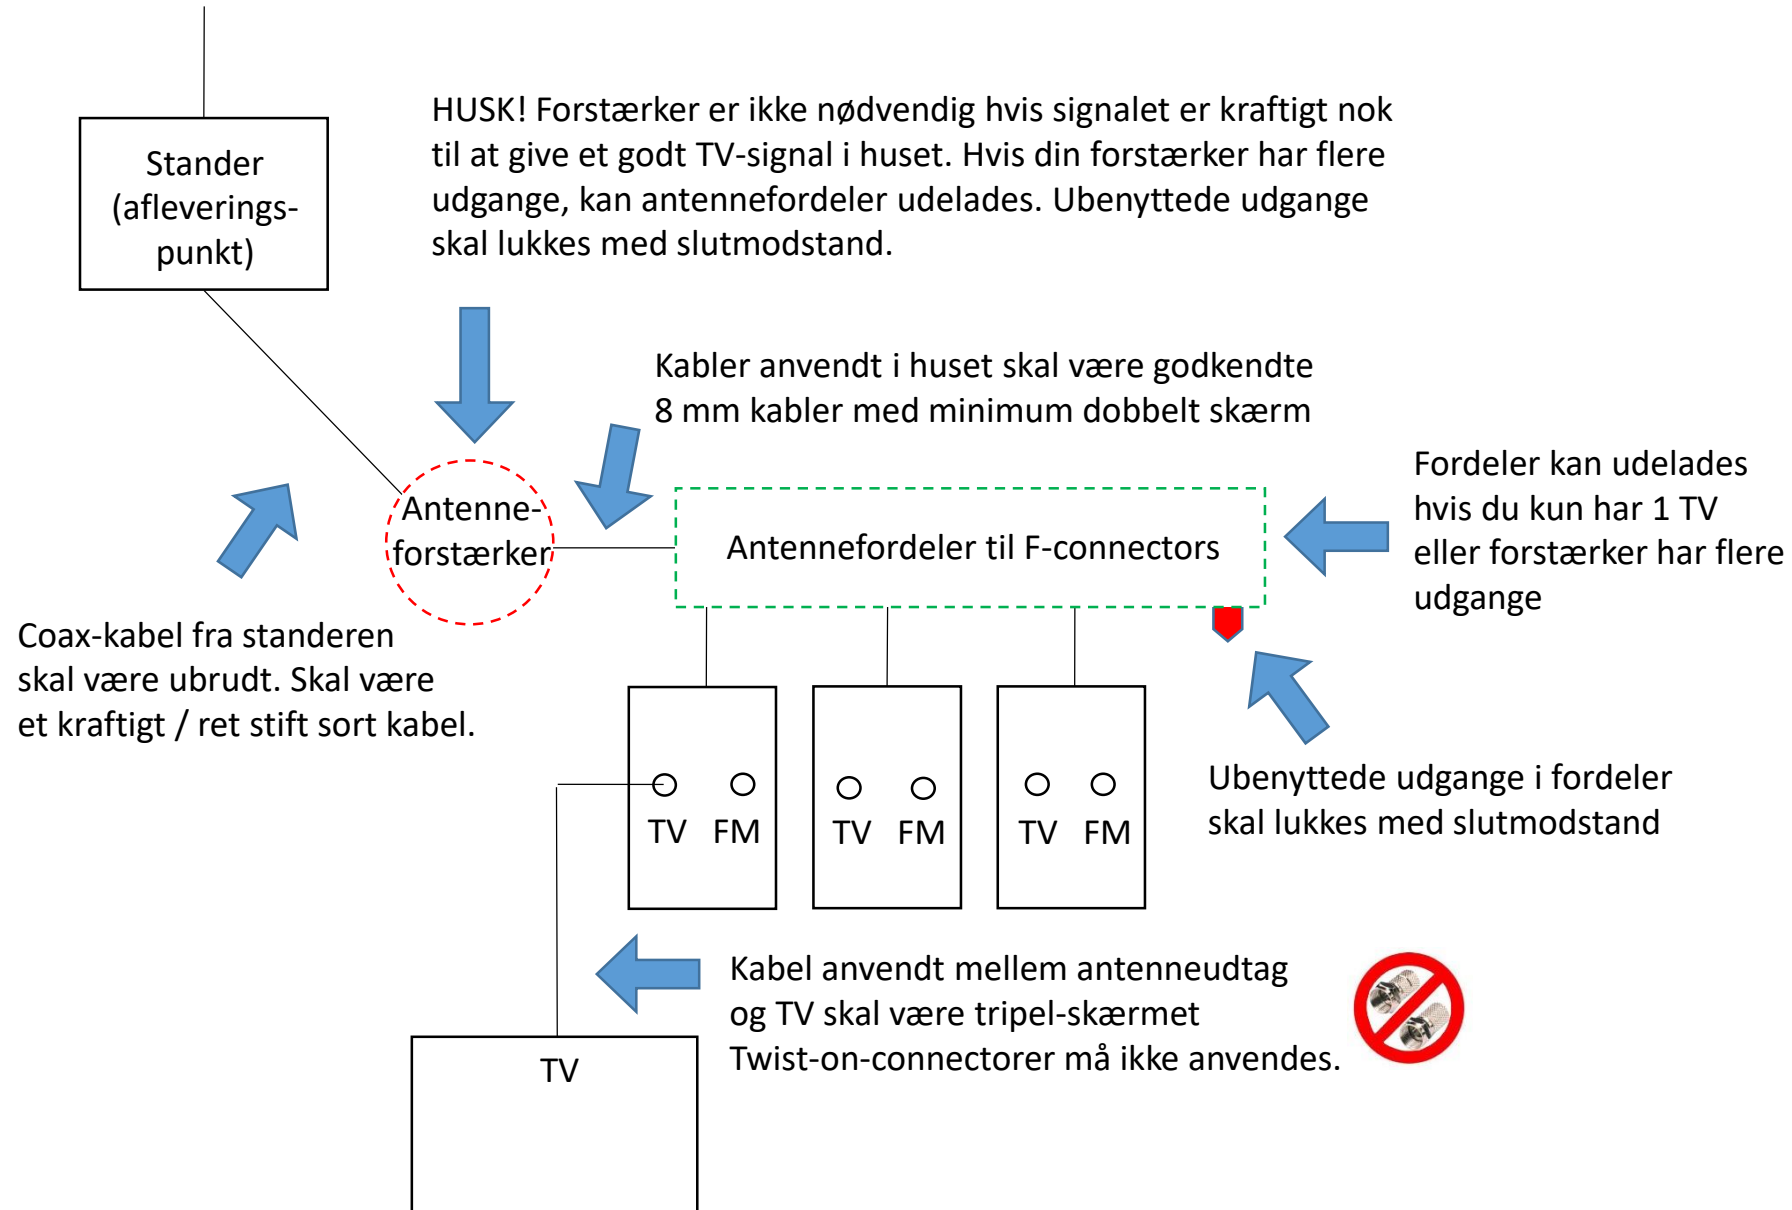 Stander
(afleverings-
punkt)
HUSK! Forstærker er ikke nødvendig hvis signalet er kraftigt nok
til at give et godt TV-signal i huset. Hvis din forstærker har flere
udgange, kan antennefordeler udelades. Ubenyttede udgange
skal lukkes med slutmodstand.
Kabler anvendt i huset skal være godkendte
8 mm kabler med minimum dobbelt skærm
Antenne-
forstærker
Antennefordeler til F-connectors
Fordeler kan udelades
hvis du kun har 1 TV
eller forstærker har flere
udgange
Coax-kabel fra standeren
skal være ubrudt. Skal være
et kraftigt / ret stift sort kabel.
TV FM
TV FM
TV FM
Ubenyttede udgange i fordeler
skal lukkes med slutmodstand
Kabel anvendt mellem antenneudtag
og TV skal være tripel-skærmet
Twist-on-connectorer må ikke anvendes.
TV